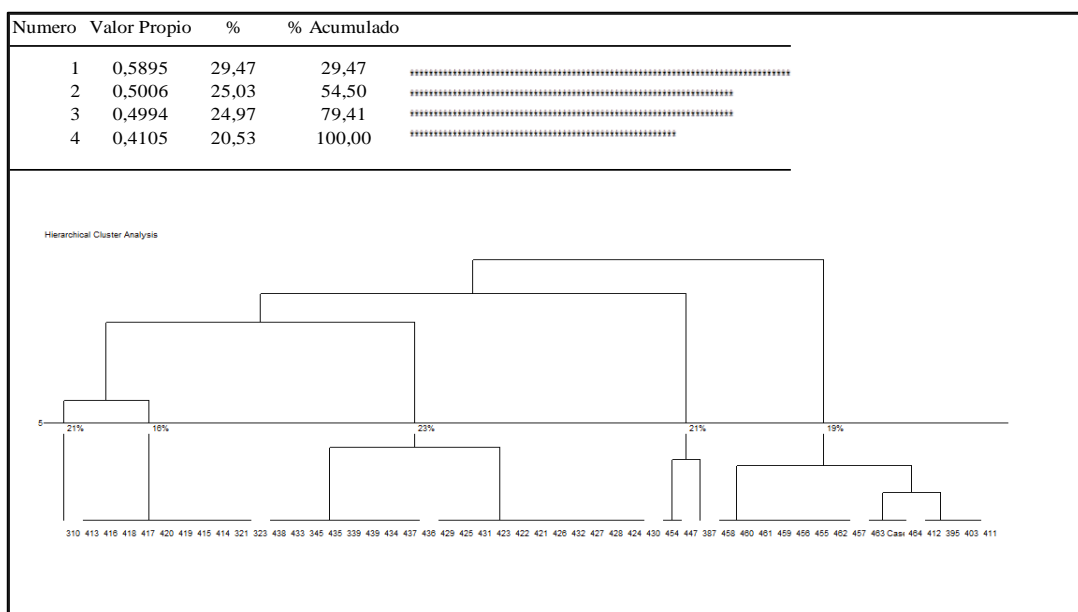 Numero Valor Propio % % Acumulado
1 0,5895 29,47 29,47
2 0,5006 25,03 54,50
3 0,4994 24,97 79,41
4 0,4105 20,53 100,00
Hierarchical Cluster Analysis
5
21% 16% 23% 21% 19%
310 413 416 418 417 420 419 415 414 321 323 438 433 345 435 339 439 434 437 436 429 425 431 423 422 421 426 432 427 428 424 430 454 447 387 458 460 461 459 456 455 462 457 463 Case 464 412 395 403 411